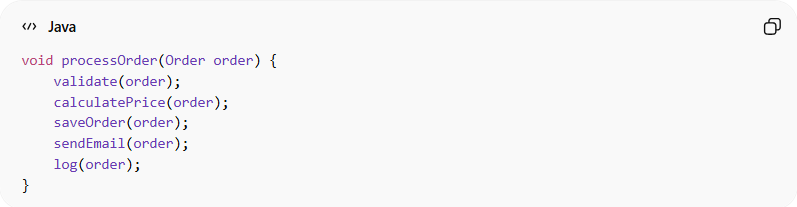 </> Java
void processOrder(Order order) {
    validate(order);
    calculatePrice(order);
    saveOrder(order);
    sendEmail(order);
    log(order);
}